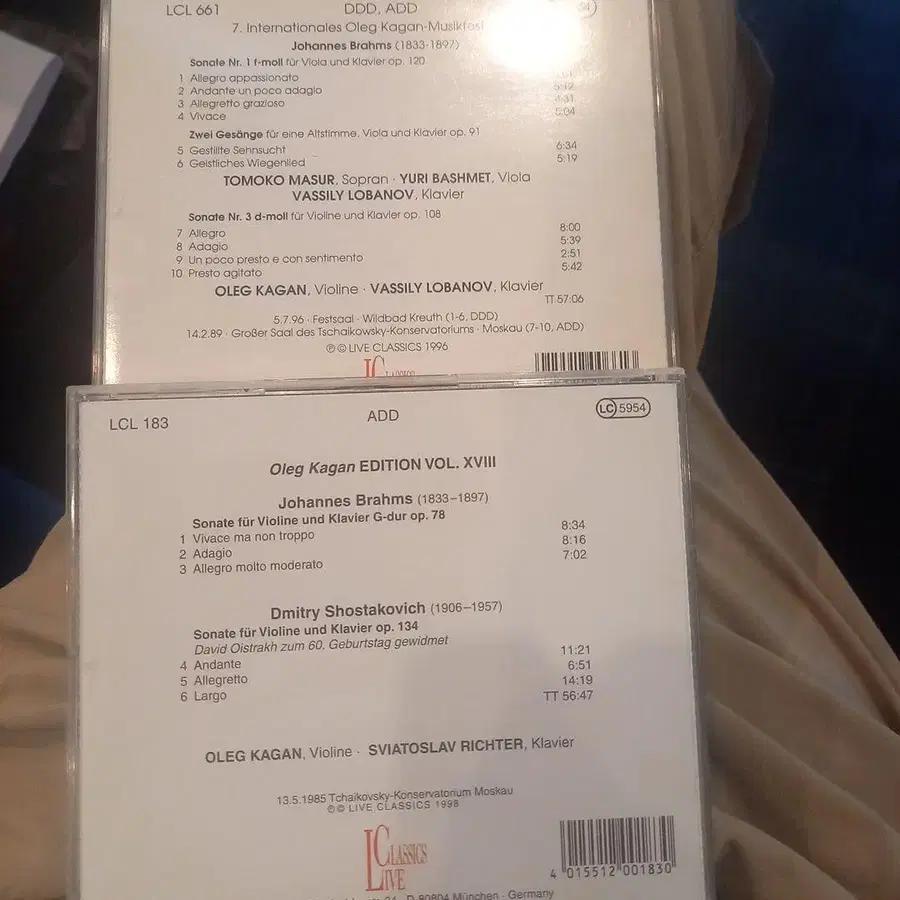 LCL 661 DDD, ADD
7. Internationales Oleg Kagan-Musikfest
Johannes Brahms (1833-1897)
Sonate Nr. 1 f-moll für Viola und Klavier op. 120
1 Allegro appassionato
2 Andante un poco adagio 5:12
3 Allegretto grazioso 4:31
4 Vivace 5:04
Zwei Gesänge für eine Altstimme, Viola und Klavier op. 91
5 Gestillte Sehnsucht 6:34
6 Geistliches Wiegenlied 5:19
TOMOKO MASUR, Sopran · YURI BASHMET, Viola
VASSILY LOBANOV, Klavier
Sonate Nr. 3 d-moll für Violine und Klavier op. 108
7 Allegro 8:00
8 Adagio 5:39
9 Un poco presto e con sentimento 2:51
10 Presto agitato 5:42
OLEG KAGAN, Violine · VASSILY LOBANOV, Klavier
TT 57:06
5.7.96 · Festsaal · Wildbad Kreuth (1-6, DDD)
14.2.89 · Großer Saal des Tschaikowsky-Konservatoriums · Moskau (7-10, ADD)
℗ © LIVE CLASSICS 1996
LCL 183 ADD LC 5954
Oleg Kagan EDITION VOL. XVIII
Johannes Brahms (1833–1897)
Sonate für Violine und Klavier G-dur op. 78
1 Vivace ma non troppo 8:34
2 Adagio 8:16
3 Allegro molto moderato 7:02
Dmitry Shostakovich (1906–1957)
Sonate für Violine und Klavier op. 134
David Oistrakh zum 60. Geburtstag gewidmet
4 Andante 11:21
5 Allegretto 6:51
6 Largo 14:19
TT 56:47
OLEG KAGAN, Violine · SVIATOSLAV RICHTER, Klavier
13.5.1985 Tchaikovsky-Konservatorium Moskau
℗ © LIVE CLASSICS 1998
LIVE CLASSICS
4 015512 001830
D-80804 München · Germany